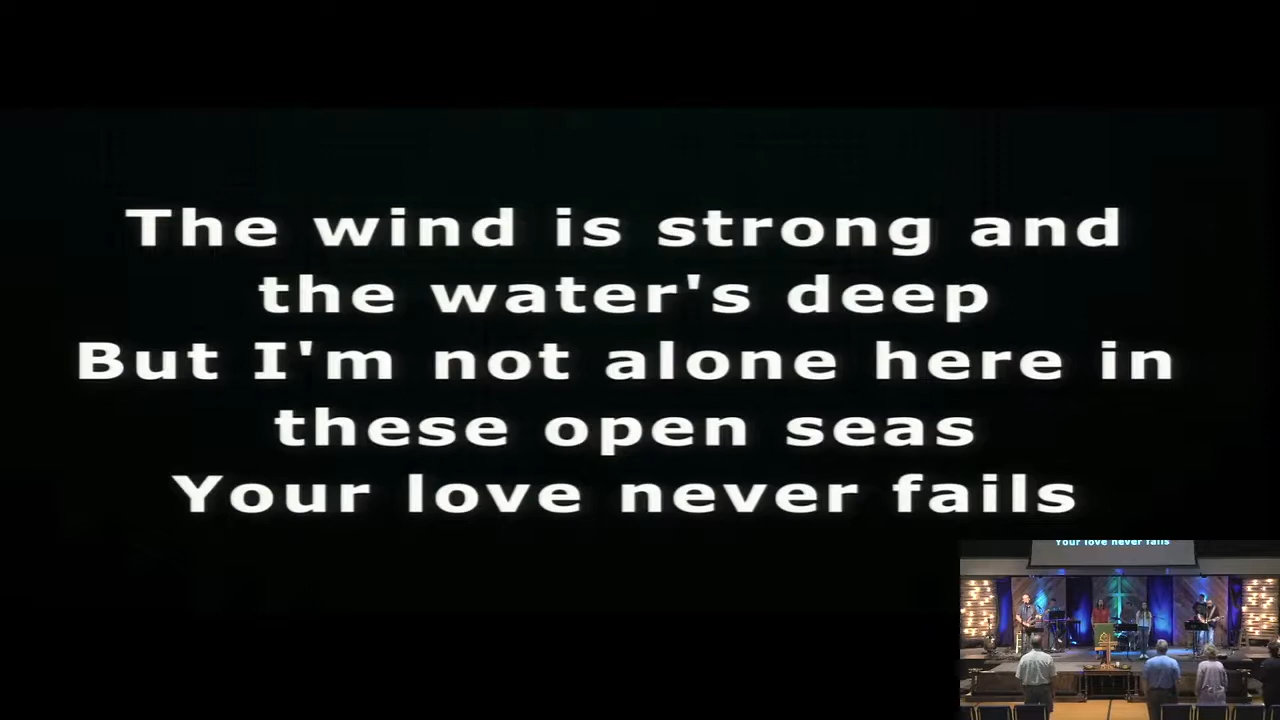 The wind is strong and
the water's deep
But I'm not alone here in
these open seas
Your love never fails
Your love never fails